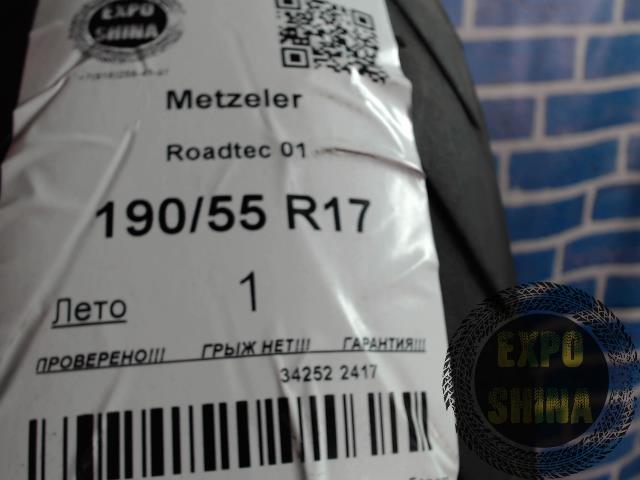 EXPO
SHINA
Metzeler
Roadtec 01
190/55 R17
Лето 1
ПРОВЕРЕНО!!! ГРЫЖ НЕТ!!! ГАРАНТИЯ!!!
34252 2417
EXPO
SHINA